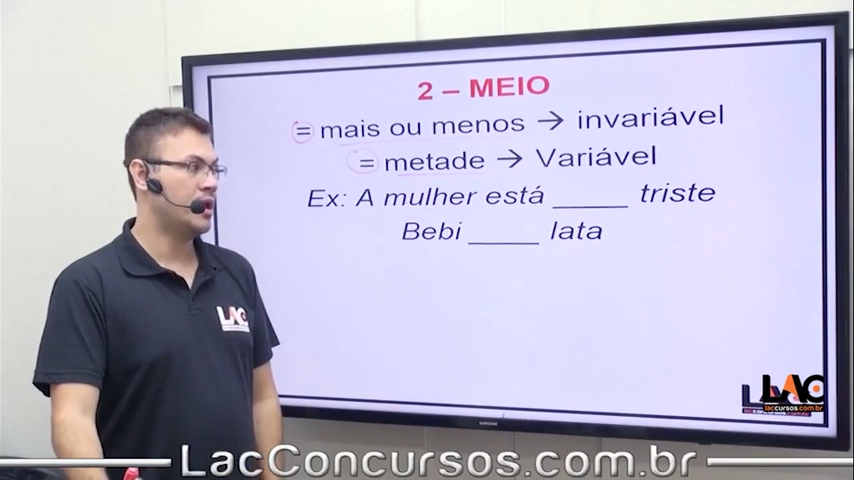 2 – MEIO
= mais ou menos → invariável
= metade → Variável
Ex: A mulher está _____ triste
Bebi _____ lata
LAC
LAC
laccursos.com.br
LacConcursos.com.br